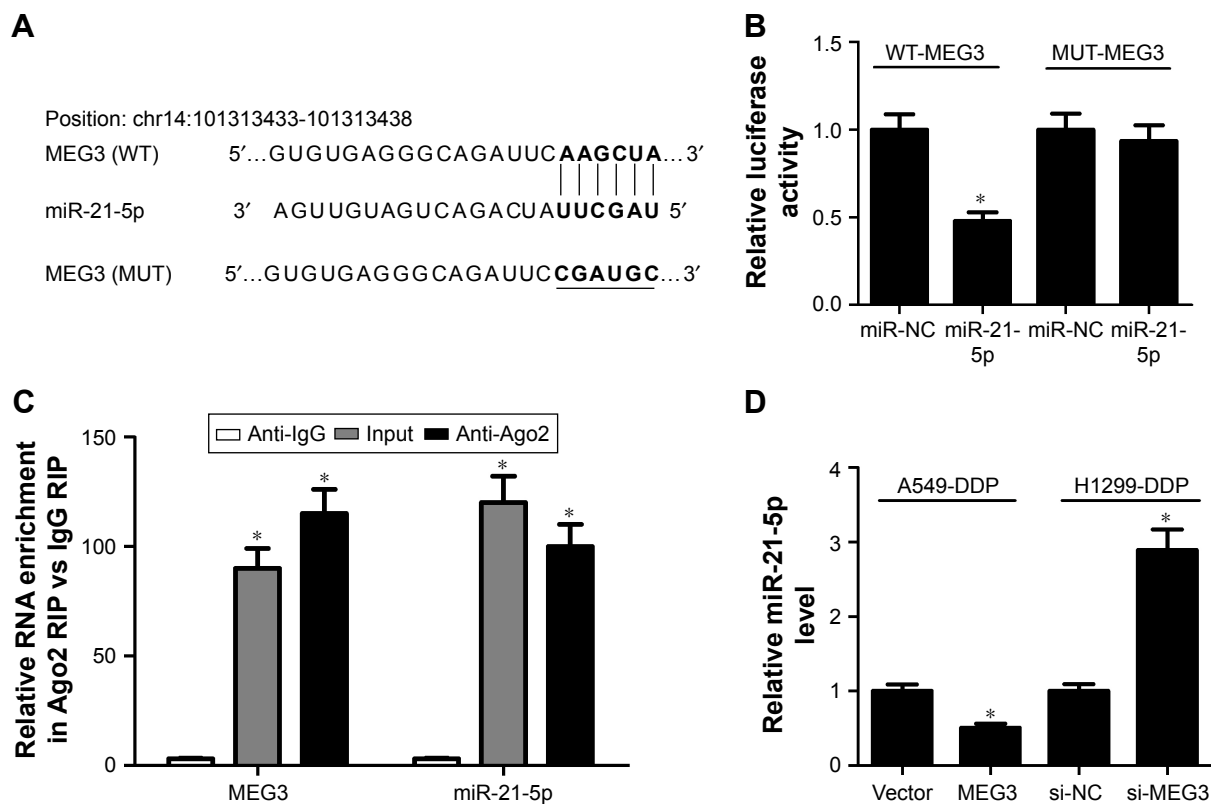 A
Position: chr14:101313433-101313438
MEG3 (WT) 5′…GUGUGAGGGCAGAUUCAAGCUA…3′
miR-21-5p 3′ AGUUGUAGUCAGACUAUUCGAU 5′
MEG3 (MUT) 5′…GUGUGAGGGCAGAUUCCGAUGC…3′
B
Relative luciferase
activity
1.5
1.0
0.5
0.0
WT-MEG3
MUT-MEG3
*
miR-NC
miR-21-
5p
miR-NC
miR-21-
5p
C
Relative RNA enrichment
in Ago2 RIP vs IgG RIP
150
100
50
0
Anti-IgG Input Anti-Ago2
* * * *
MEG3
miR-21-5p
D
Relative miR-21-5p
level
4
3
2
1
0
A549-DDP
H1299-DDP
*
*
Vector
MEG3
si-NC
si-MEG3